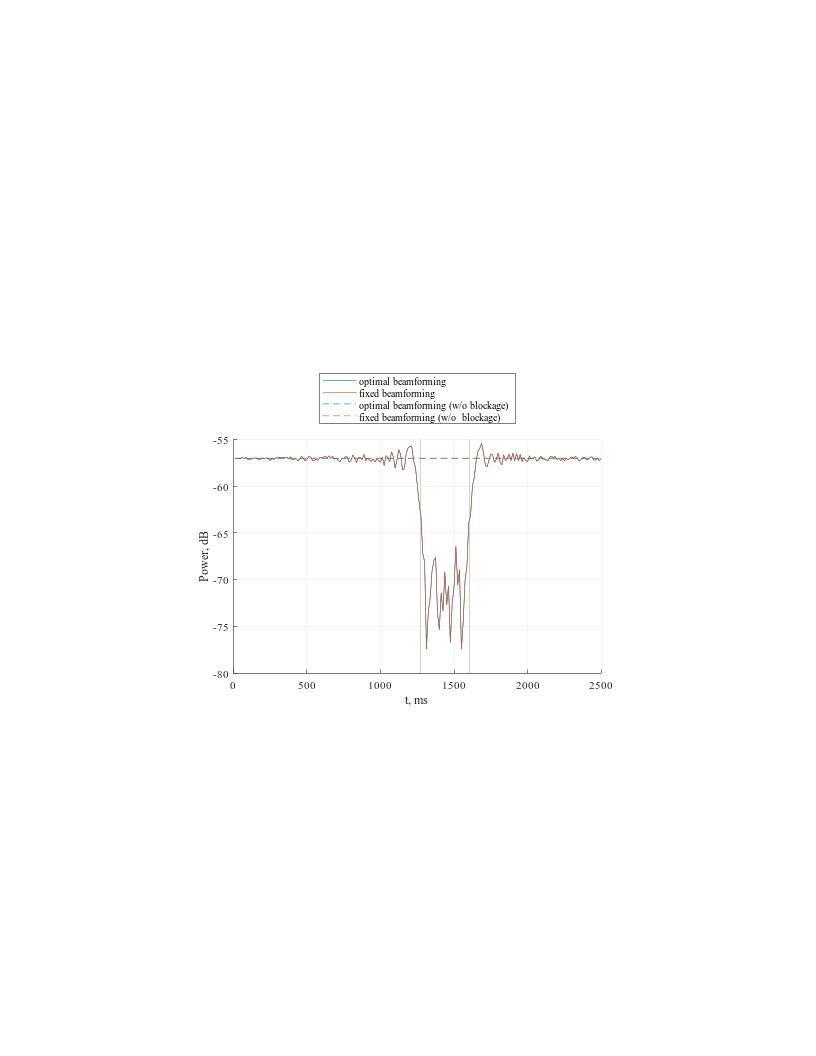 optimal beamforming
fixed beamforming
optimal beamforming (w/o blockage)
fixed beamforming (w/o  blockage)
-55
-60
-65
-70
-75
-80
Power, dB
0 500 1000 1500 2000 2500
t, ms